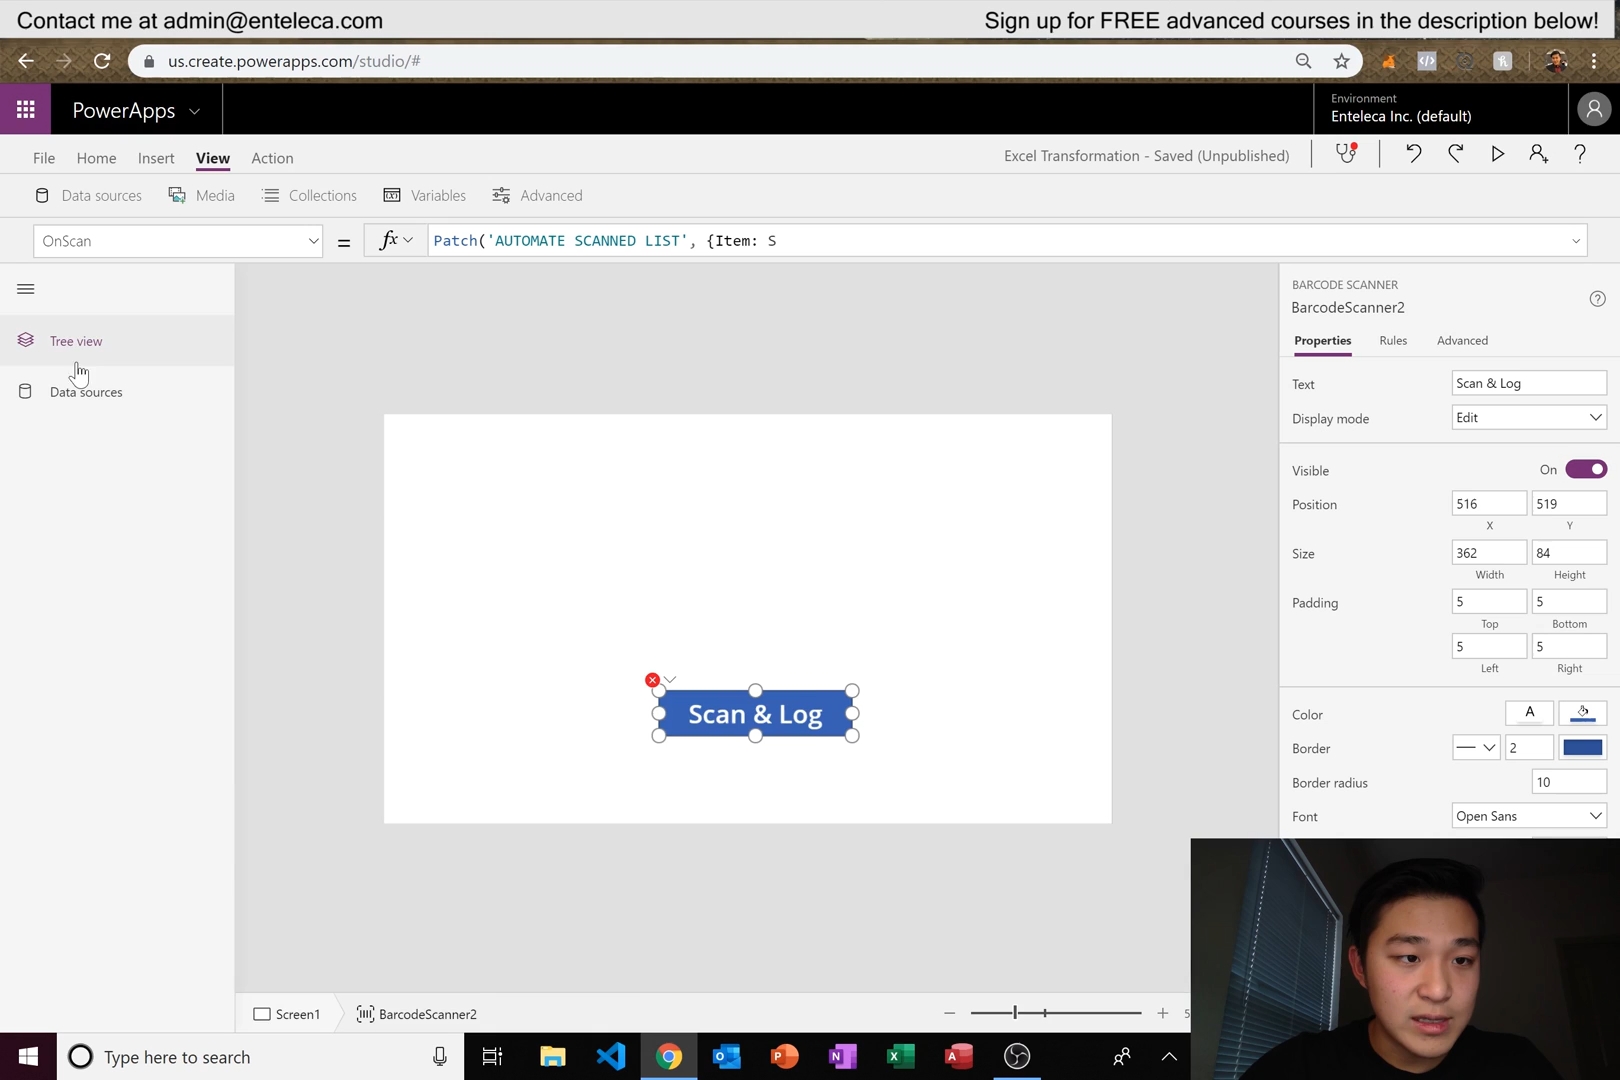 Contact me at admin@enteleca.com
Sign up for FREE advanced courses in the description below!
us.create.powerapps.com/studio/#
PowerApps
Environment
Enteleca Inc. (default)
File Home Insert View Action
Excel Transformation - Saved (Unpublished)
Data sources Media Collections Variables Advanced
OnScan = fx Patch('AUTOMATE SCANNED LIST', {Item: S
Tree view
Data sources
Scan & Log
BARCODE SCANNER
BarcodeScanner2
Properties Rules Advanced
Text Scan & Log
Display mode Edit
Visible On
Position 516 519
X Y
Size 362 84
Width Height
Padding 5 5
Top Bottom
5 5
Left Right
Color A
Border 2
Border radius 10
Font Open Sans
Screen1 BarcodeScanner2
5
Type here to search